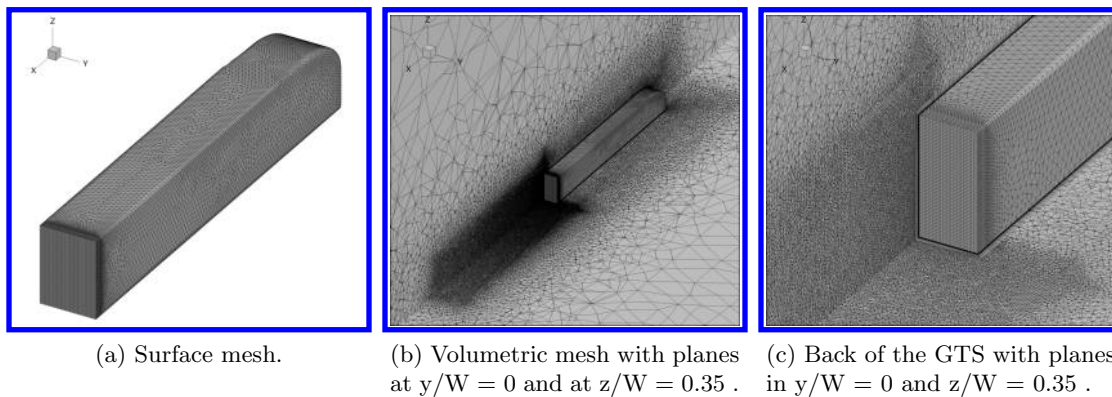 Z
X
Y
Z
X
Y
Z
X
Y
(a) Surface mesh.
(b) Volumetric mesh with planes
at y/W = 0 and at z/W = 0.35 .
(c) Back of the GTS with planes
in y/W = 0 and z/W = 0.35 .